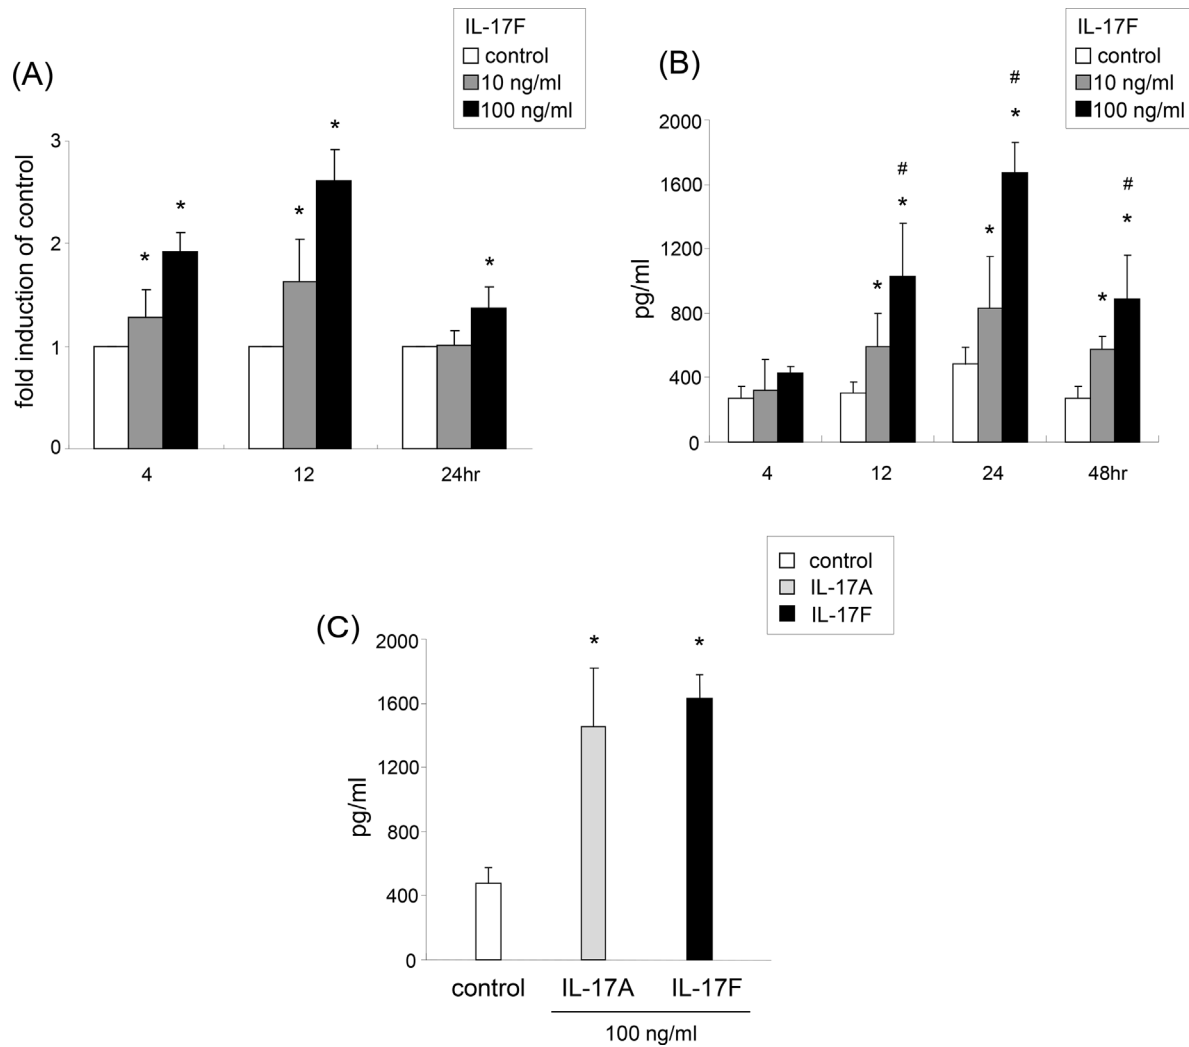 (A)
IL-17F
control
10 ng/ml
100 ng/ml
fold induction of control
3
2
1
0
* *
* *
*
4 12 24hr
(B)
IL-17F
control
10 ng/ml
100 ng/ml
pg/ml
2000
1600
1200
800
400
0
#
* *
#
* *
#
* *
4 12 24 48hr
(C)
control
IL-17A
IL-17F
pg/ml
2000
1600
1200
800
400
0
* *
control IL-17A IL-17F
100 ng/ml